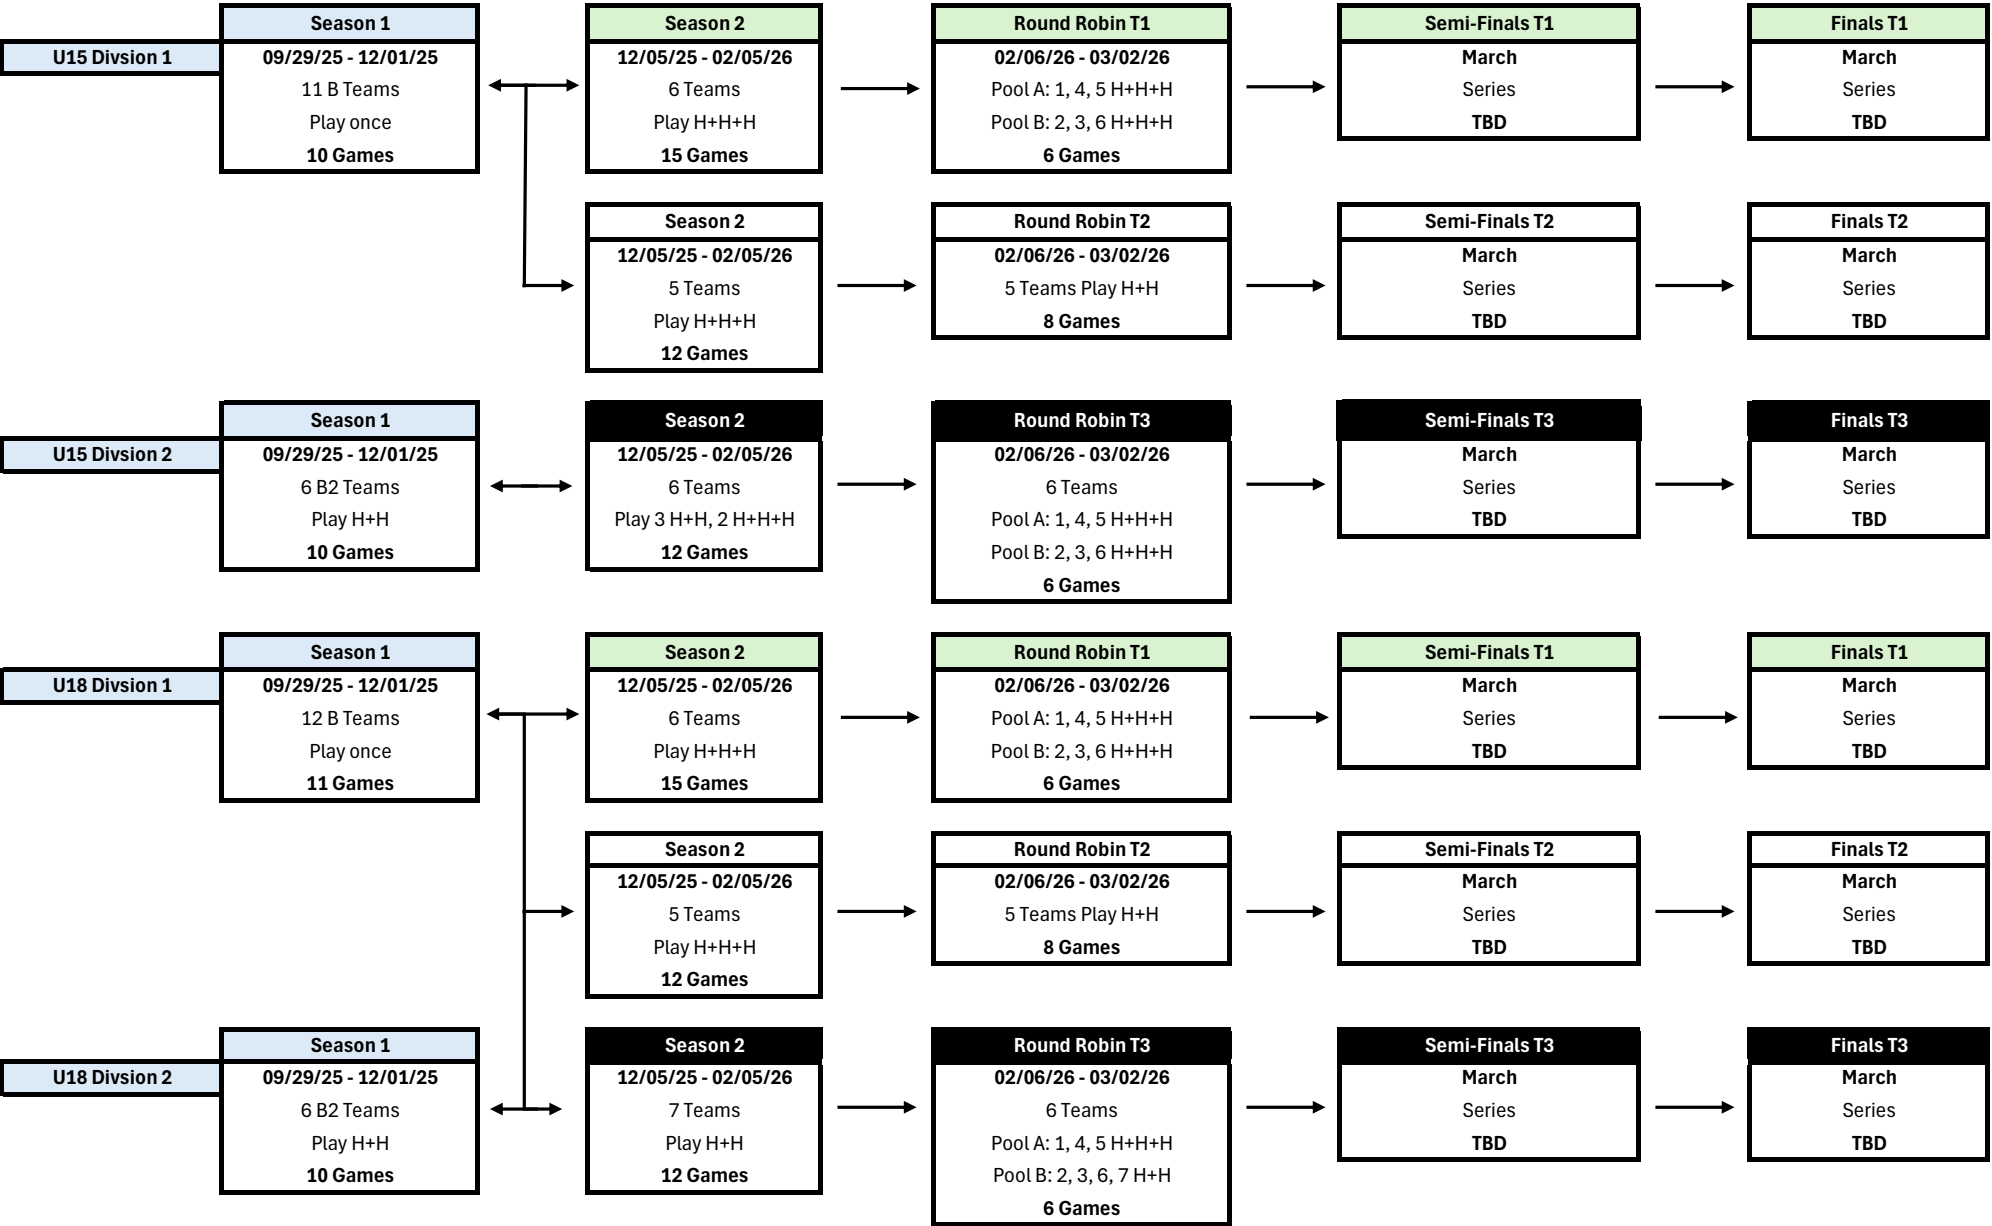 Season 1
Season 2
Round Robin T1
Semi-Finals T1
Finals T1
U15 Divsion 1
09/29/25 - 12/01/25
11 B Teams
Play once
10 Games
12/05/25 - 02/05/26
6 Teams
Play H+H+H
15 Games
02/06/26 - 03/02/26
Pool A: 1, 4, 5 H+H+H
Pool B: 2, 3, 6 H+H+H
6 Games
March
Series
TBD
March
Series
TBD
Season 2
12/05/25 - 02/05/26
5 Teams
Play H+H+H
12 Games
Round Robin T2
02/06/26 - 03/02/26
5 Teams Play H+H
8 Games
Semi-Finals T2
March
Series
TBD
Finals T2
March
Series
TBD
U15 Divsion 2
Season 1
09/29/25 - 12/01/25
6 B2 Teams
Play H+H
10 Games
Season 2
12/05/25 - 02/05/26
6 Teams
Play 3 H+H, 2 H+H+H
12 Games
Round Robin T3
02/06/26 - 03/02/26
6 Teams
Pool A: 1, 4, 5 H+H+H
Pool B: 2, 3, 6 H+H+H
6 Games
Semi-Finals T3
March
Series
TBD
Finals T3
March
Series
TBD
U18 Divsion 1
Season 1
09/29/25 - 12/01/25
12 B Teams
Play once
11 Games
Season 2
12/05/25 - 02/05/26
6 Teams
Play H+H+H
15 Games
Round Robin T1
02/06/26 - 03/02/26
Pool A: 1, 4, 5 H+H+H
Pool B: 2, 3, 6 H+H+H
6 Games
Semi-Finals T1
March
Series
TBD
Finals T1
March
Series
TBD
Season 2
12/05/25 - 02/05/26
5 Teams
Play H+H+H
12 Games
Round Robin T2
02/06/26 - 03/02/26
5 Teams Play H+H
8 Games
Semi-Finals T2
March
Series
TBD
Finals T2
March
Series
TBD
U18 Divsion 2
Season 1
09/29/25 - 12/01/25
6 B2 Teams
Play H+H
10 Games
Season 2
12/05/25 - 02/05/26
7 Teams
Play H+H
12 Games
Round Robin T3
02/06/26 - 03/02/26
6 Teams
Pool A: 1, 4, 5 H+H+H
Pool B: 2, 3, 6, 7 H+H
6 Games
Semi-Finals T3
March
Series
TBD
Finals T3
March
Series
TBD